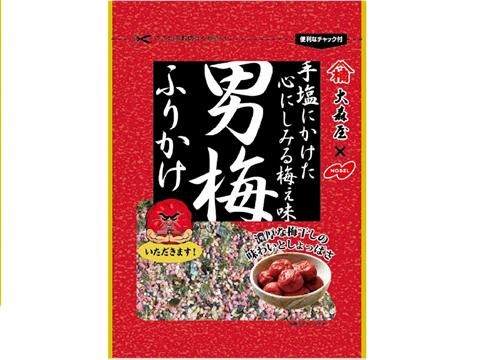 便利なチャック付
大森屋
×
NOBEL
手塩にかけた
心にしみる梅ぇ味
男梅
ふりかけ
いただきます!
濃厚な梅干しの
味わいとしょっぱさ